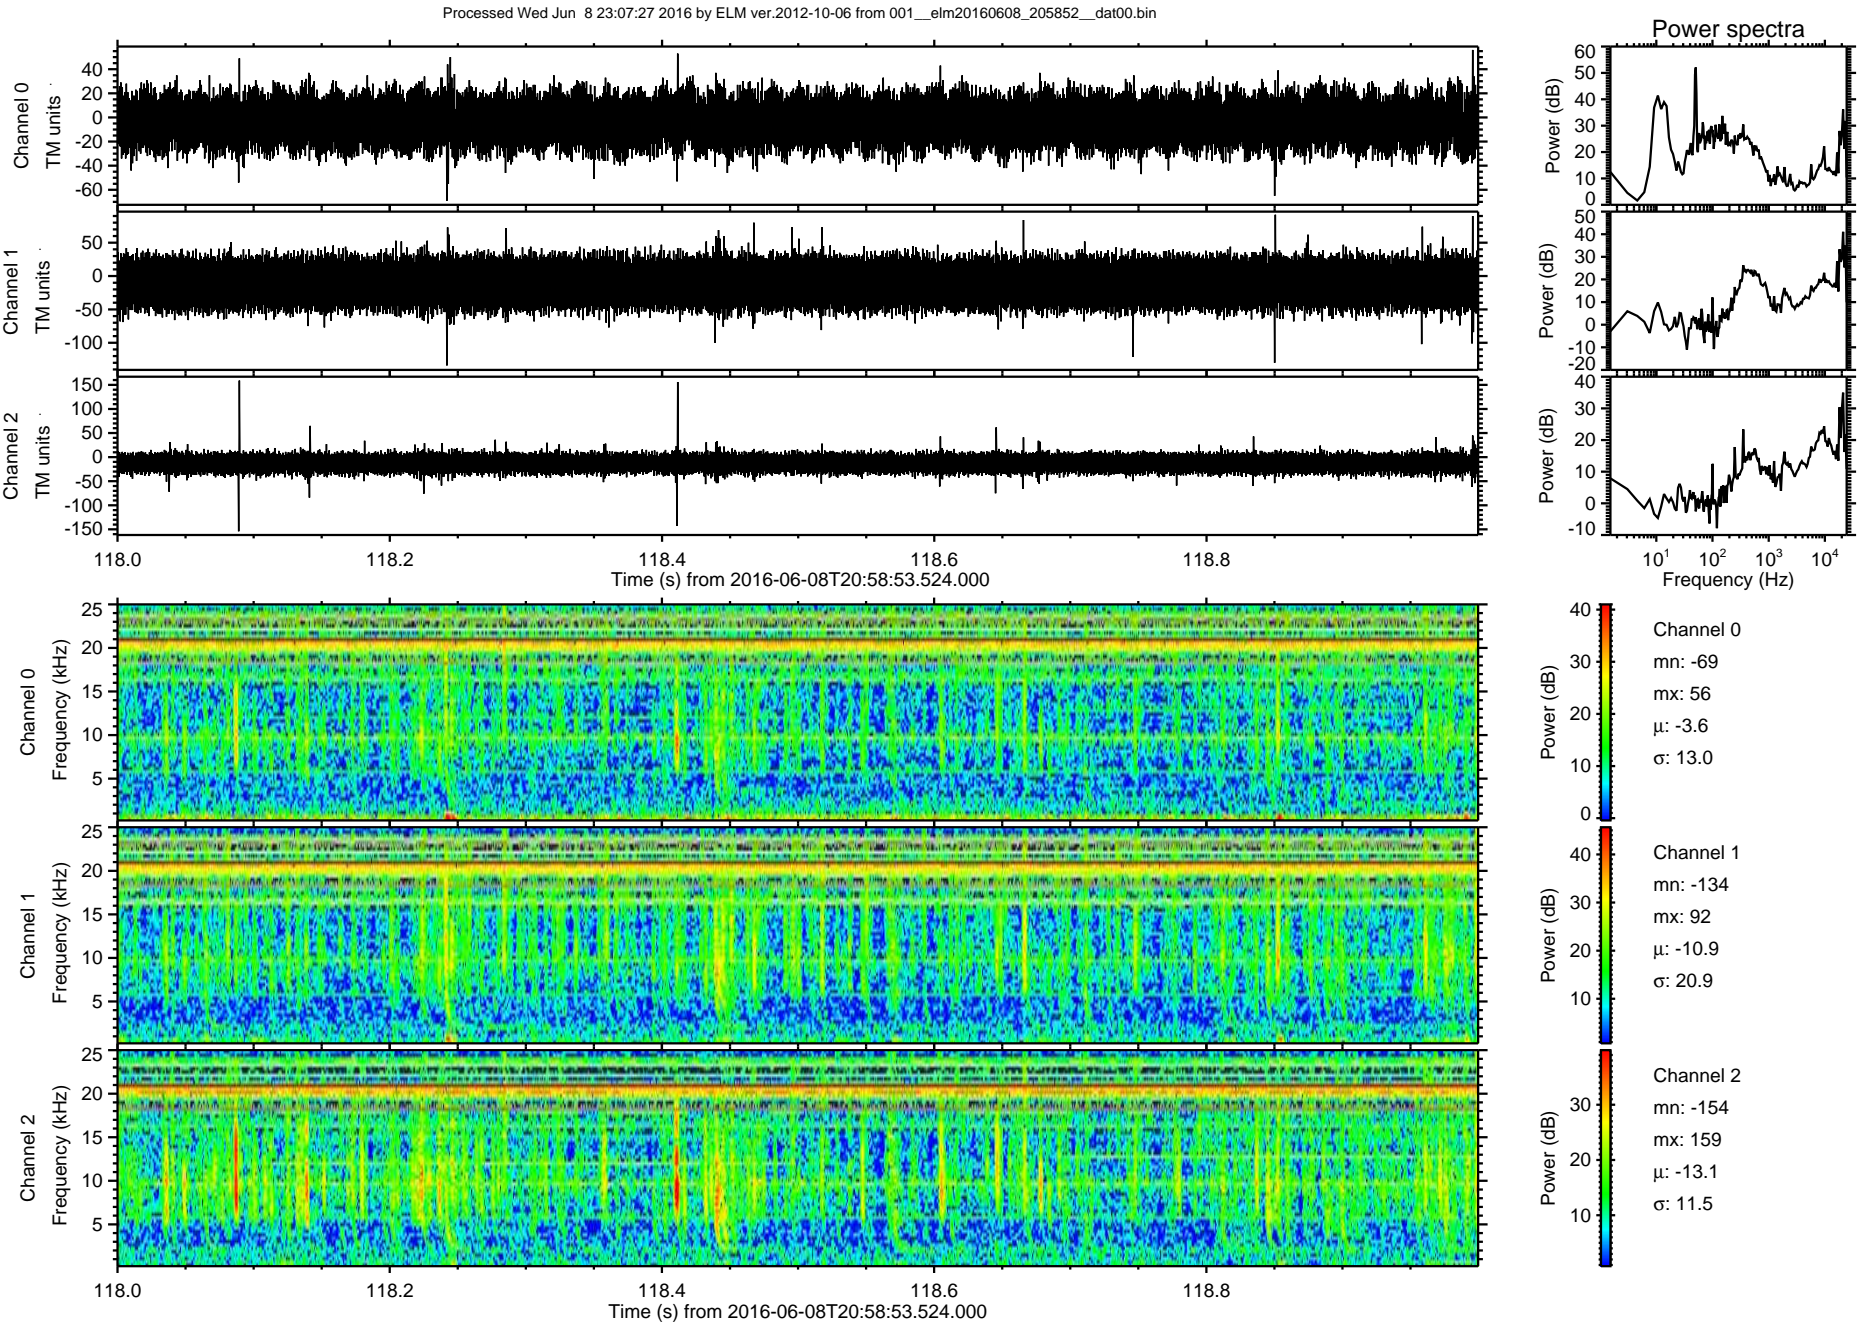 Processed Wed Jun  8 23:07:27 2016 by ELM ver.2012-10-06 from 001__elm20160608_205852__dat00.bin
Power spectra
Channel 0
TM units
40
20
0
-20
-40
-60
Power (dB)
60
50
40
30
20
10
0
Channel 1
TM units
50
0
-50
-100
Power (dB)
50
40
30
20
10
0
-10
-20
Channel 2
TM units
150
100
50
0
-50
-100
-150
Power (dB)
40
30
20
10
0
-10
118.0 118.2 118.4 118.6 118.8
Time (s) from 2016-06-08T20:58:53.524.000
10^1 10^2 10^3 10^4
Frequency (Hz)
Channel 0
Frequency (kHz)
25
20
15
10
5
Power (dB)
40
30
20
10
0
Channel 0
mn: -69
mx: 56
µ: -3.6
σ: 13.0
Channel 1
Frequency (kHz)
25
20
15
10
5
Power (dB)
40
30
20
10
Channel 1
mn: -134
mx: 92
µ: -10.9
σ: 20.9
Channel 2
Frequency (kHz)
25
20
15
10
5
Power (dB)
30
20
10
Channel 2
mn: -154
mx: 159
µ: -13.1
σ: 11.5
118.0 118.2 118.4 118.6 118.8
Time (s) from 2016-06-08T20:58:53.524.000